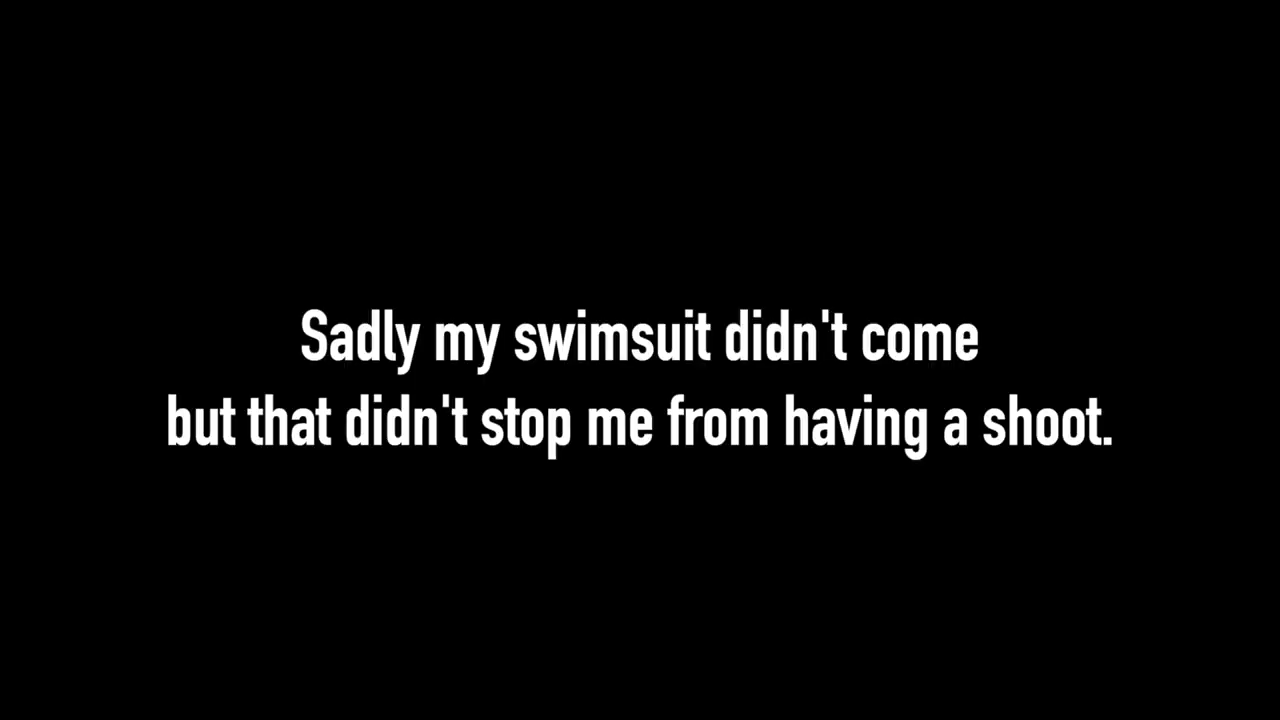 Sadly my swimsuit didn't come
but that didn't stop me from having a shoot.